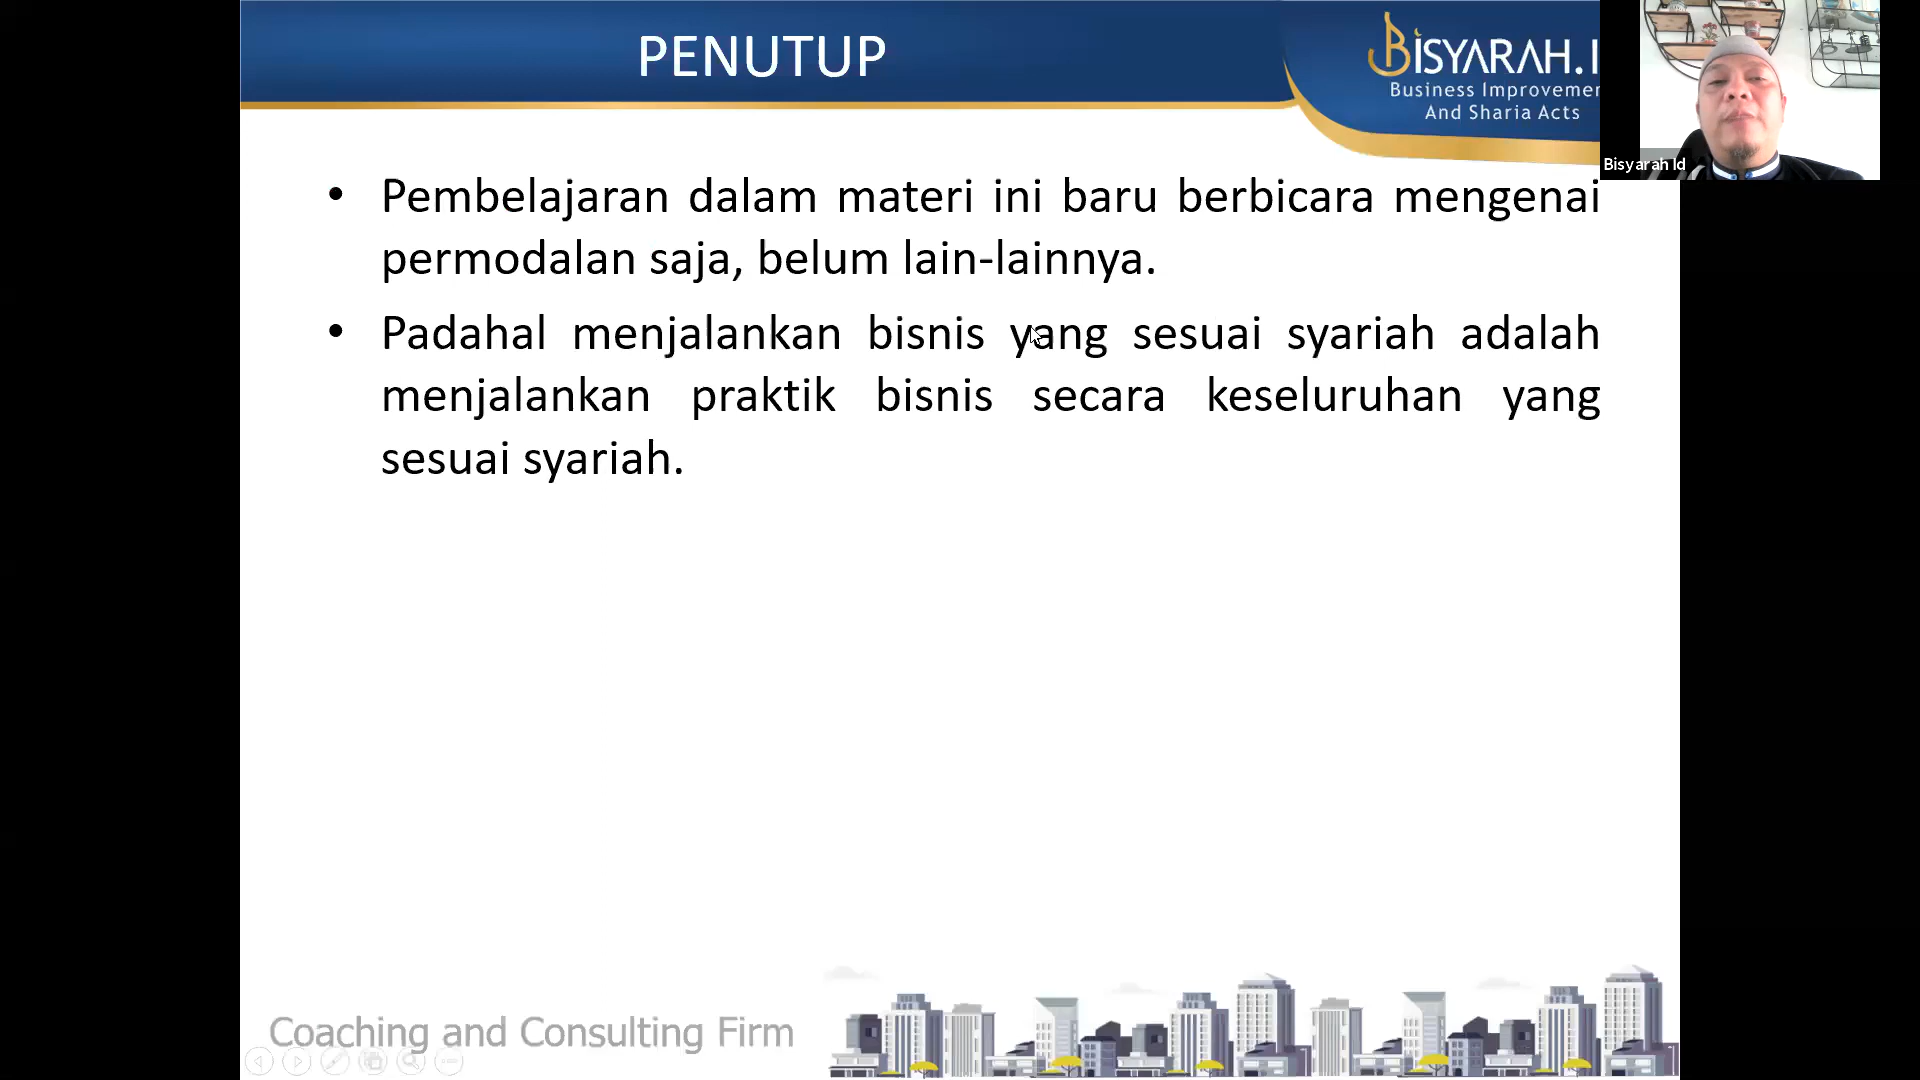 PENUTUP
BISYARAH.I
Business Improvemen
And Sharia Acts
Bisyarah Id
• Pembelajaran dalam materi ini baru berbicara mengenai
permodalan saja, belum lain-lainnya.
• Padahal menjalankan bisnis yang sesuai syariah adalah
menjalankan praktik bisnis secara keseluruhan yang
sesuai syariah.
Coaching and Consulting Firm